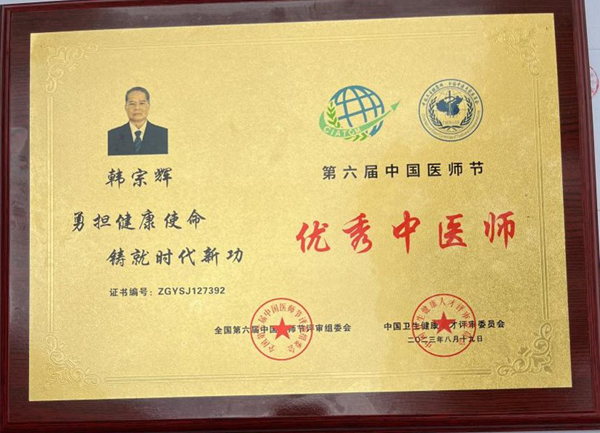 CIATCM
韩宗辉
勇担健康使命
铸就时代新功
证书编号：ZGYSJ127392
第六届中国医师节
优秀中医师
全国第六届中国医师节评审组委会
中国卫生健康人才评审委员会
二〇二三年八月十九日